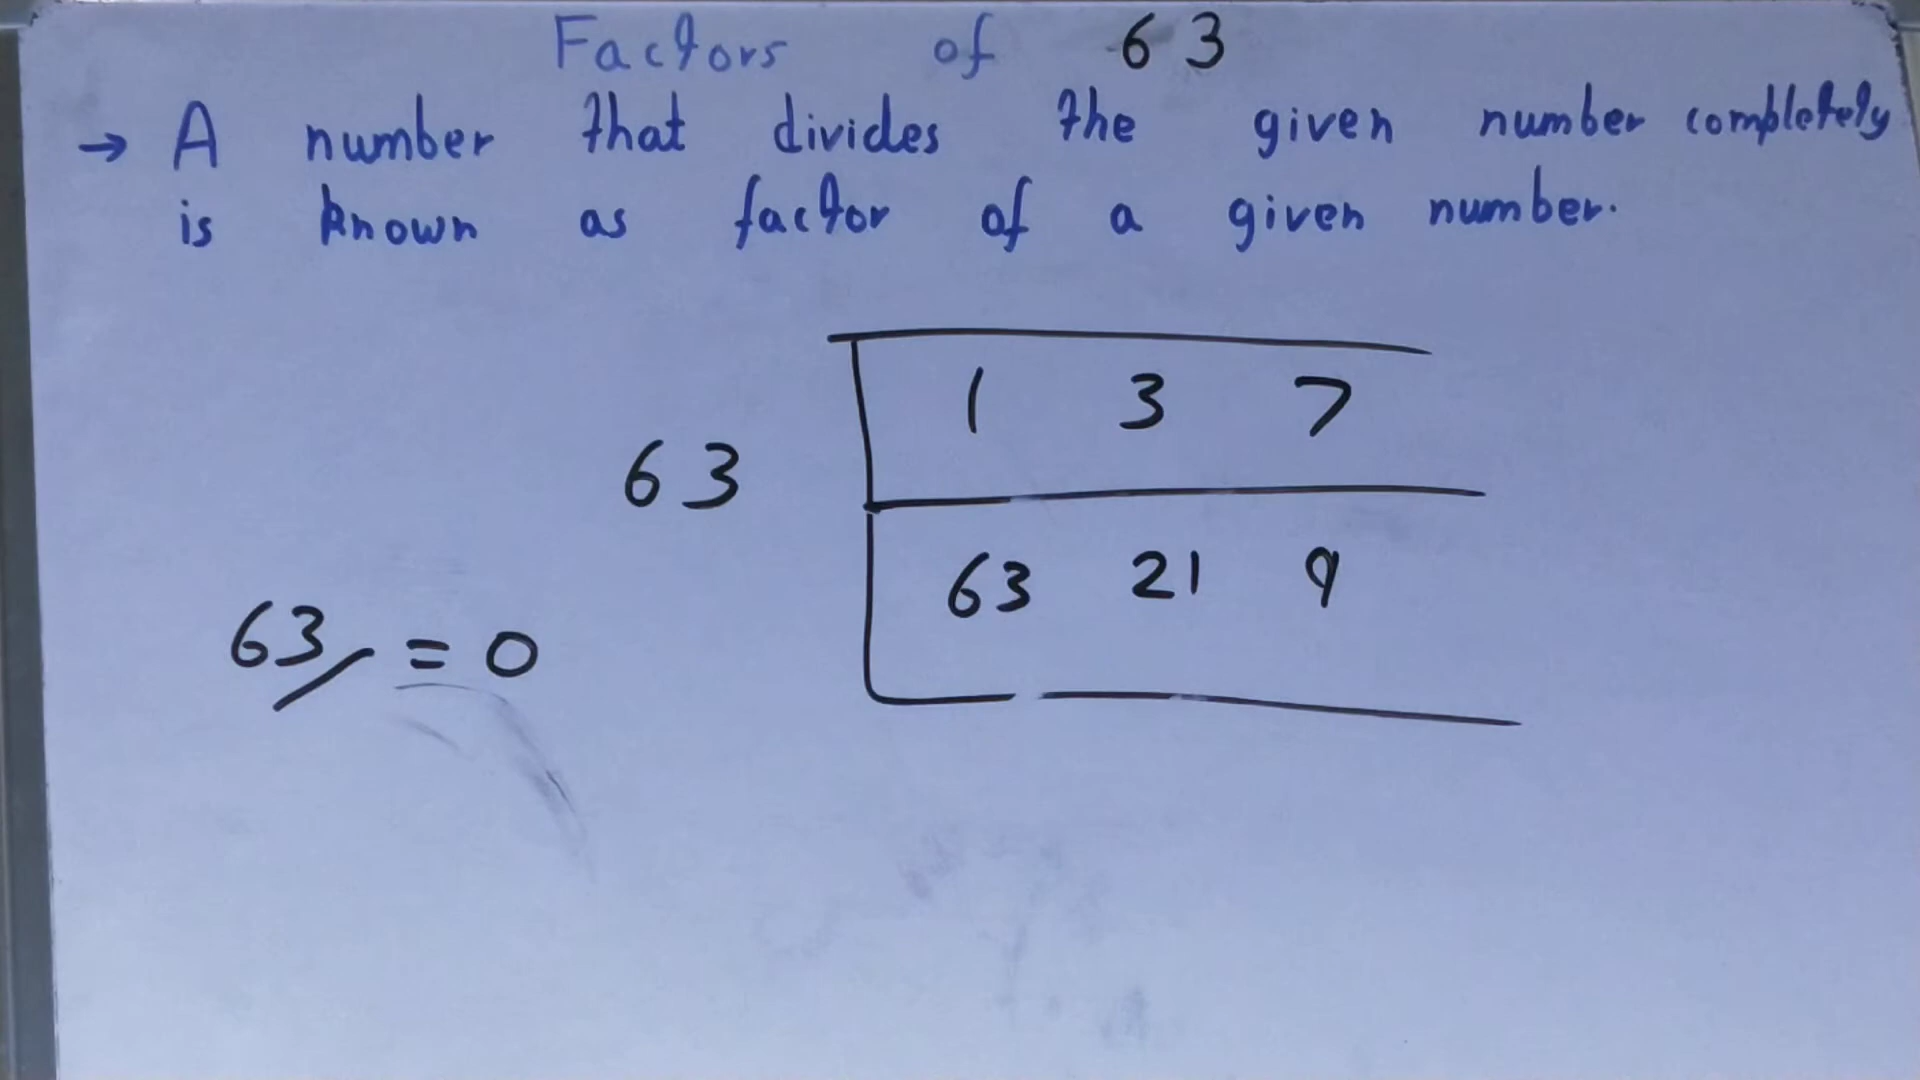 Factors of 63
→ A number that divides the given number completely
is known as factor of a given number.
1 3 7
63
63 21 9
63/ = 0